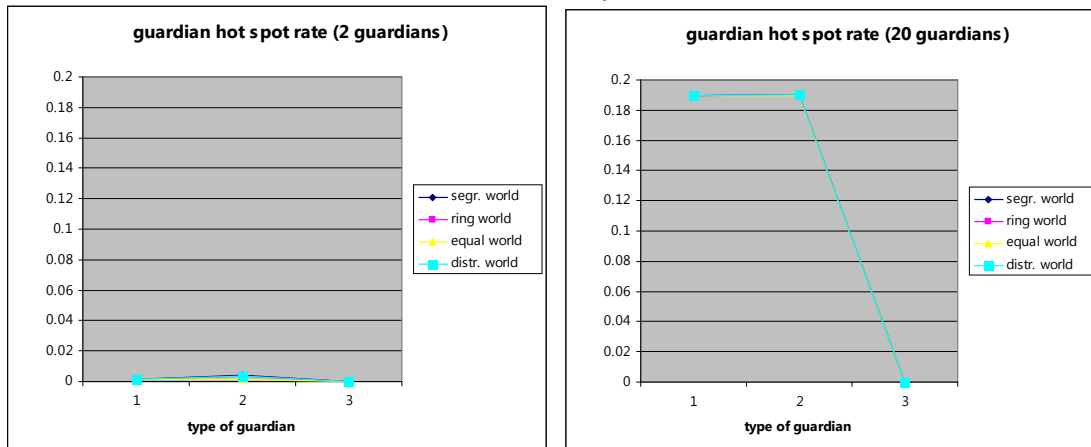 guardian hot spot rate (2 guardians)
0.2
0.18
0.16
0.14
0.12
0.1
0.08
0.06
0.04
0.02
0
1 2 3
type of guardian
segr. world
ring world
equal world
distr. world
guardian hot spot rate (20 guardians)
0.2
0.18
0.16
0.14
0.12
0.1
0.08
0.06
0.04
0.02
0
1 2 3
type of guardian
segr. world
ring world
equal world
distr. world